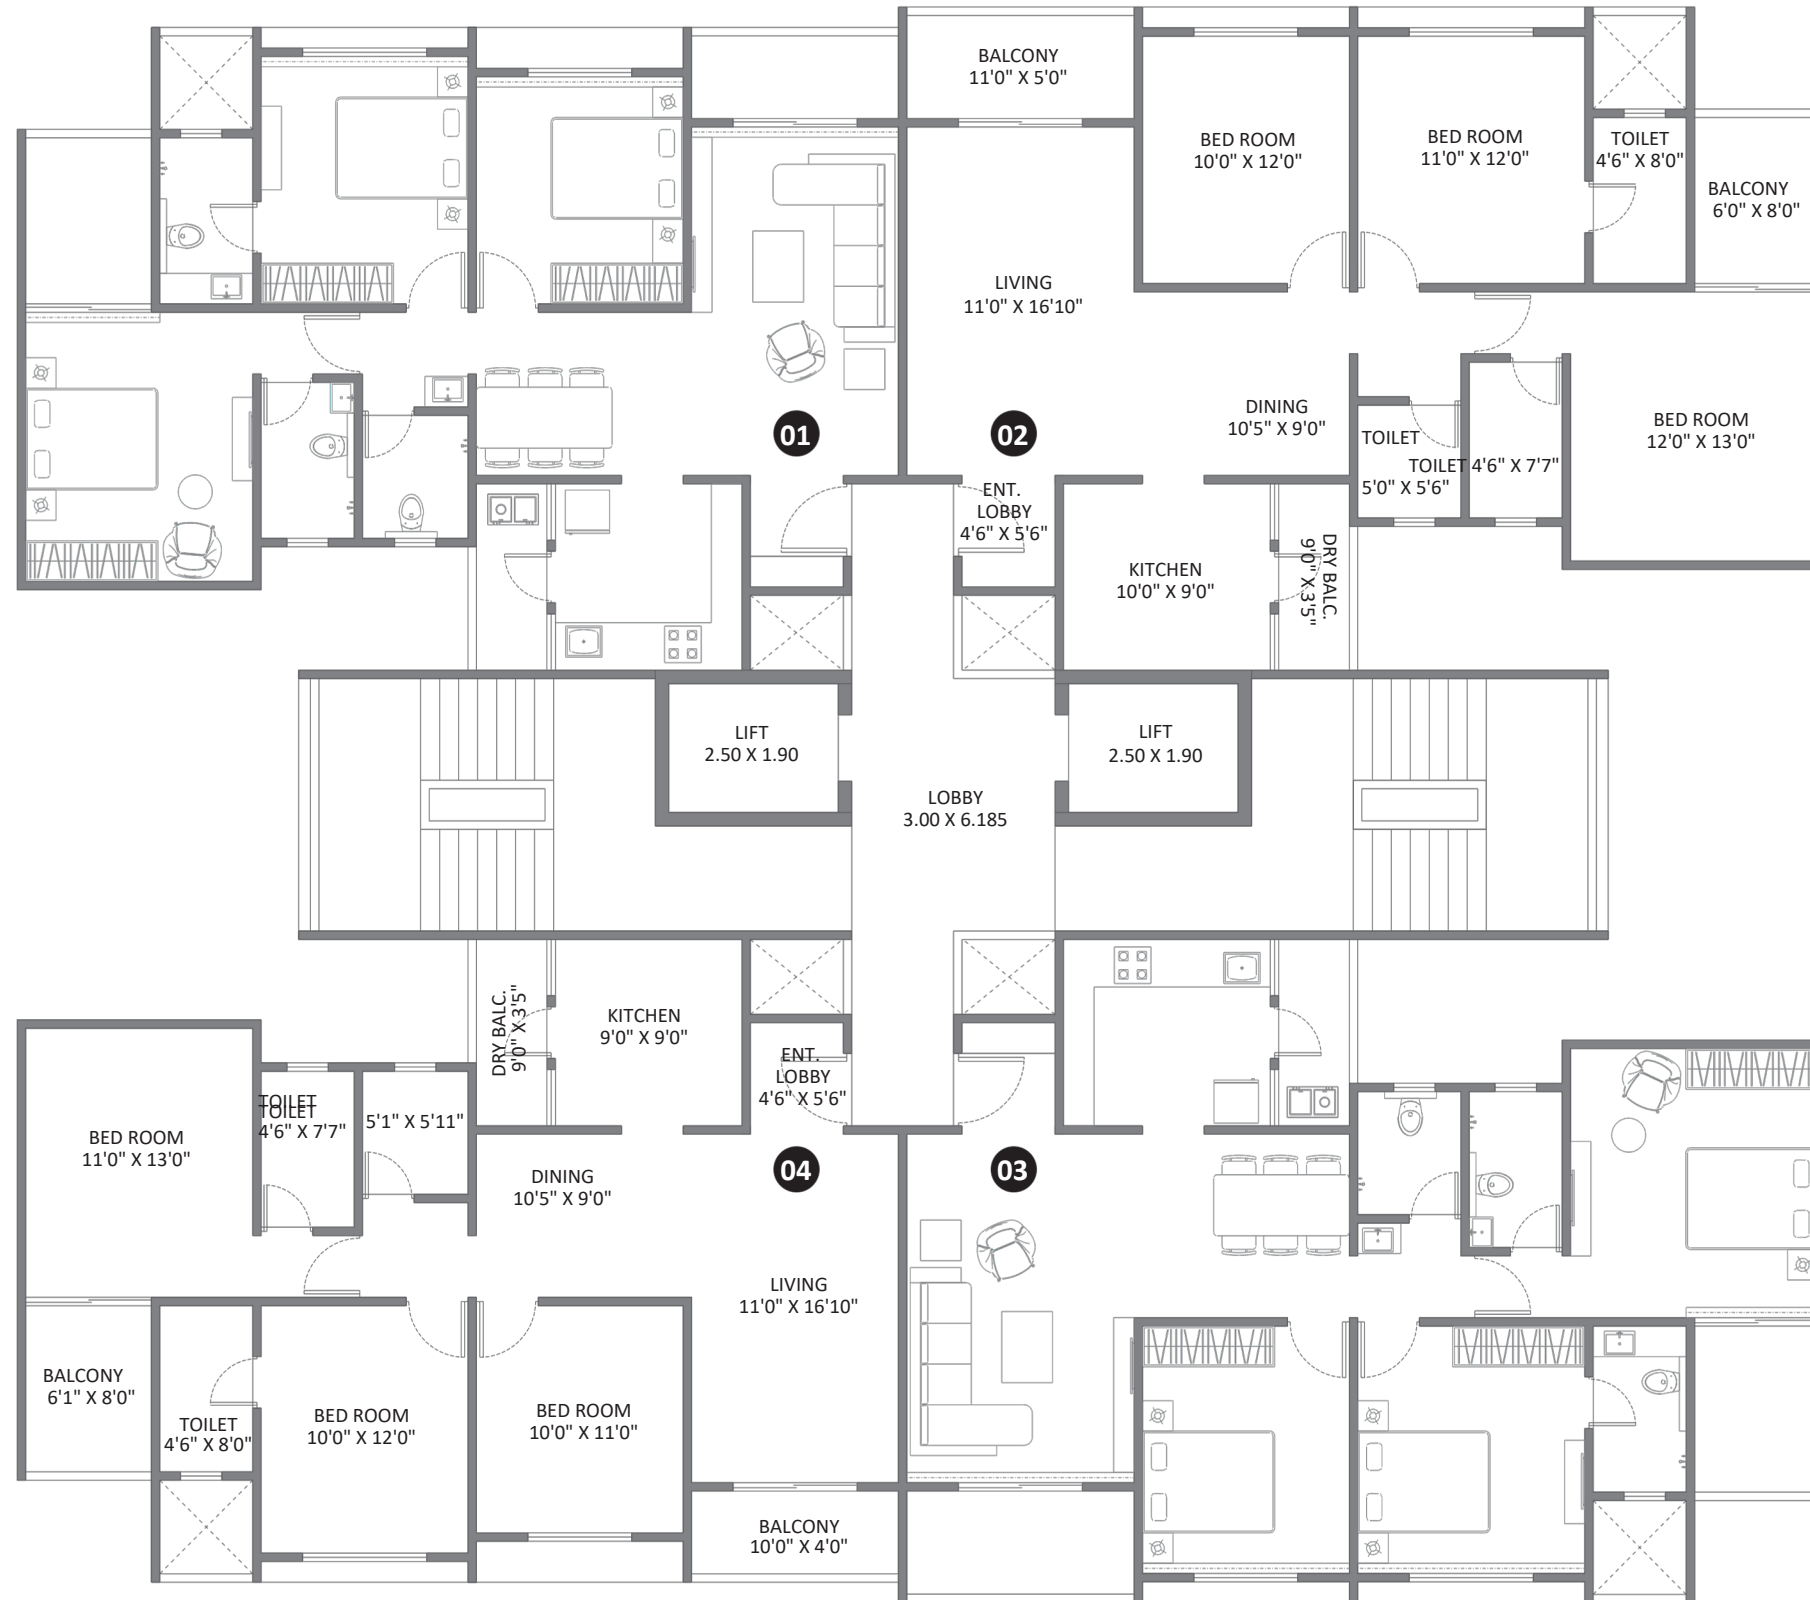 BALCONY
11'0" X 5'0"
BED ROOM
10'0" X 12'0"
BED ROOM
11'0" X 12'0"
TOILET
4'6" X 8'0"
BALCONY
6'0" X 8'0"
LIVING
11'0" X 16'10"
DINING
10'5" X 9'0"
01
02
TOILET
5'0" X 5'6"
TOILET
4'6" X 7'7"
BED ROOM
12'0" X 13'0"
ENT.
LOBBY
4'6" X 5'6"
KITCHEN
10'0" X 9'0"
DRY BALC.
9'0" X 3'5"
LIFT
2.50 X 1.90
LIFT
2.50 X 1.90
LOBBY
3.00 X 6.185
DRY BALC.
9'0" X 3'5"
KITCHEN
9'0" X 9'0"
ENT.
LOBBY
4'6" X 5'6"
BED ROOM
11'0" X 13'0"
TOILET
TOILET
4'6" X 7'7"
5'1" X 5'11"
DINING
10'5" X 9'0"
04
03
LIVING
11'0" X 16'10"
BALCONY
6'1" X 8'0"
TOILET
4'6" X 8'0"
BED ROOM
10'0" X 12'0"
BED ROOM
10'0" X 11'0"
BALCONY
10'0" X 4'0"